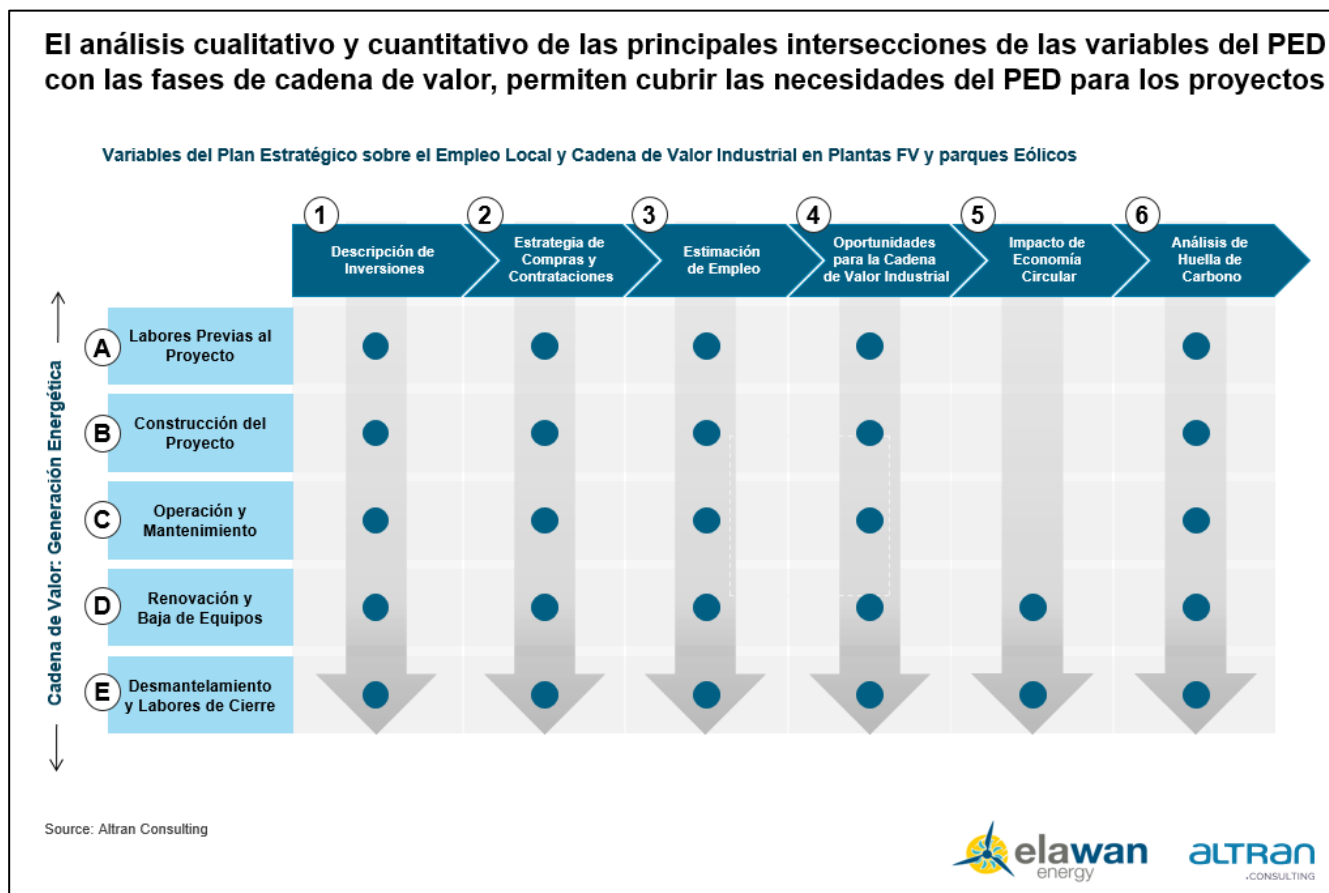 El análisis cualitativo y cuantitativo de las principales intersecciones de las variables del PED
con las fases de cadena de valor, permiten cubrir las necesidades del PED para los proyectos
Variables del Plan Estratégico sobre el Empleo Local y Cadena de Valor Industrial en Plantas FV y parques Eólicos
1
Descripción de
Inversiones
2
Estrategia de
Compras y
Contrataciones
3
Estimación
de Empleo
4
Oportunidades
para la Cadena
de Valor Industrial
5
Impacto de
Economía
Circular
6
Análisis de
Huella de
Carbono
Cadena de Valor: Generación Energética
A
Labores Previas al
Proyecto
B
Construcción del
Proyecto
C
Operación y
Mantenimiento
D
Renovación y
Baja de Equipos
E
Desmantelamiento
y Labores de Cierre
Source: Altran Consulting
elawan
energy
ALTRAN
.CONSULTING